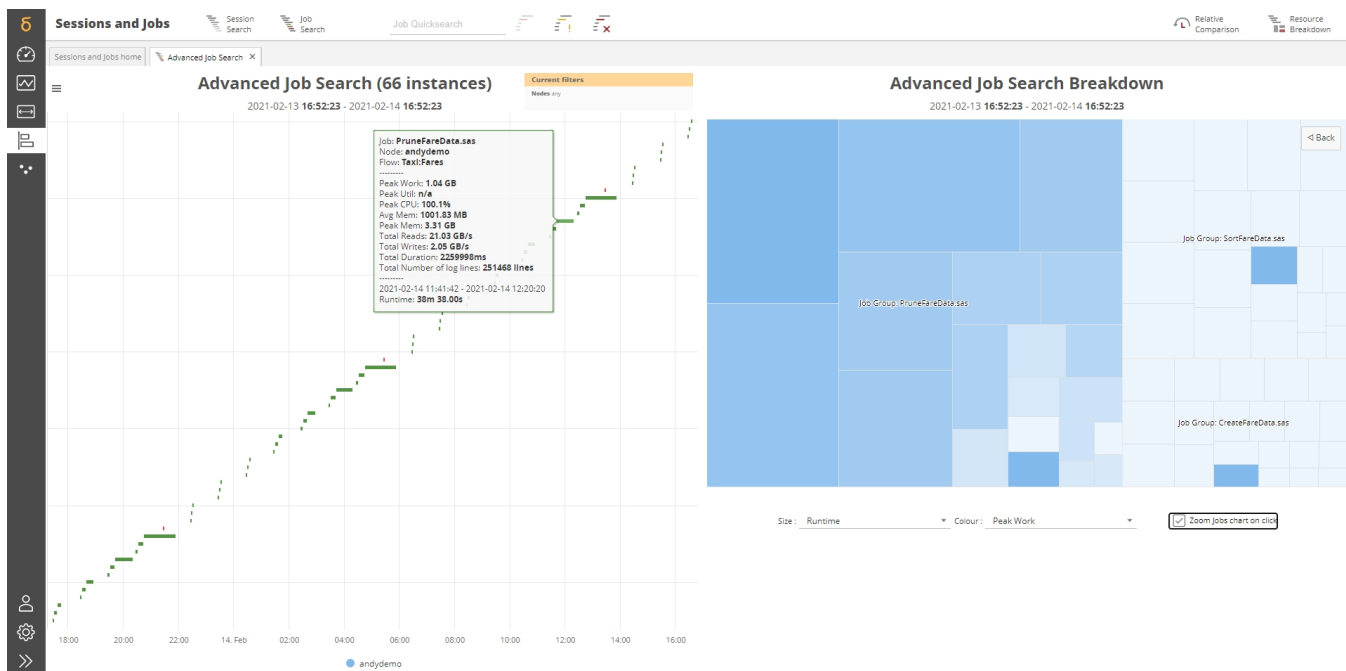 δ
Sessions and Jobs
Session
Search
Job
Search
Job Quicksearch
Relative
Comparison
Resource
Breakdown
Sessions and Jobs home
Advanced Job Search ×
Advanced Job Search (66 instances)
2021-02-13 16:52:23 - 2021-02-14 16:52:23
Current filters
Nodes any
Job: PruneFareData.sas
Node: andydemo
Flow: Taxi:Fares
---------
Peak Work: 1.04 GB
Peak Util: n/a
Peak CPU: 100.1%
Avg Mem: 1001.83 MB
Peak Mem: 3.31 GB
Total Reads: 21.03 GB/s
Total Writes: 2.05 GB/s
Total Duration: 2259998ms
Total Number of log lines: 251468 lines
---------
2021-02-14 11:41:42 - 2021-02-14 12:20:20
Runtime: 38m 38.00s
18:00
20:00
22:00
14. Feb
02:00
04:00
06:00
08:00
10:00
12:00
14:00
16:00
andydemo
Advanced Job Search Breakdown
2021-02-13 16:52:23 - 2021-02-14 16:52:23
Back
Job Group: SortFareData.sas
Job Group: PruneFareData.sas
Job Group: CreateFareData.sas
Size: Runtime
Colour: Peak Work
Zoom jobs chart on click